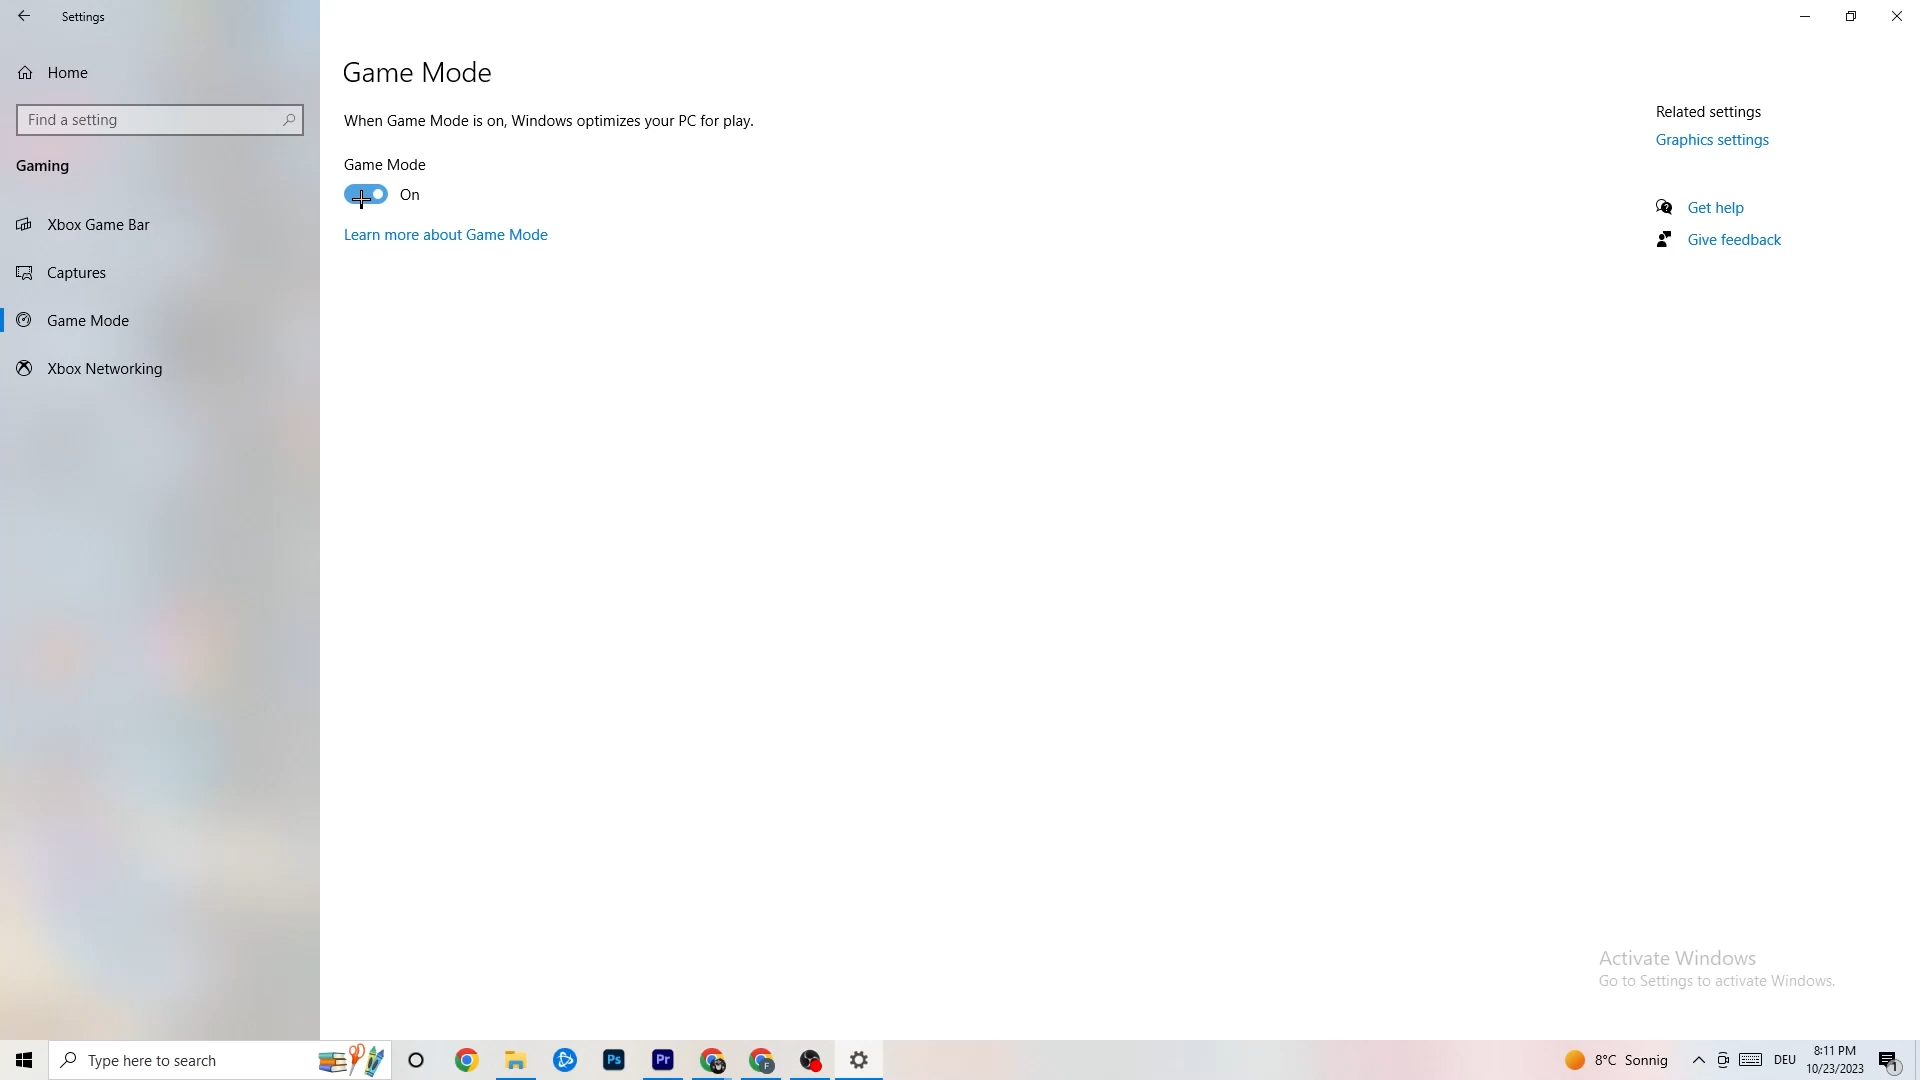 Settings
Home
Find a setting
Gaming
Xbox Game Bar
Captures
Game Mode
Xbox Networking
Game Mode
When Game Mode is on, Windows optimizes your PC for play.
Game Mode
On
Learn more about Game Mode
Related settings
Graphics settings
Get help
Give feedback
Activate Windows
Go to Settings to activate Windows.
Type here to search
Ps
Pr
F
8°C Sonnig
DEU
8:11 PM
10/23/2023
1